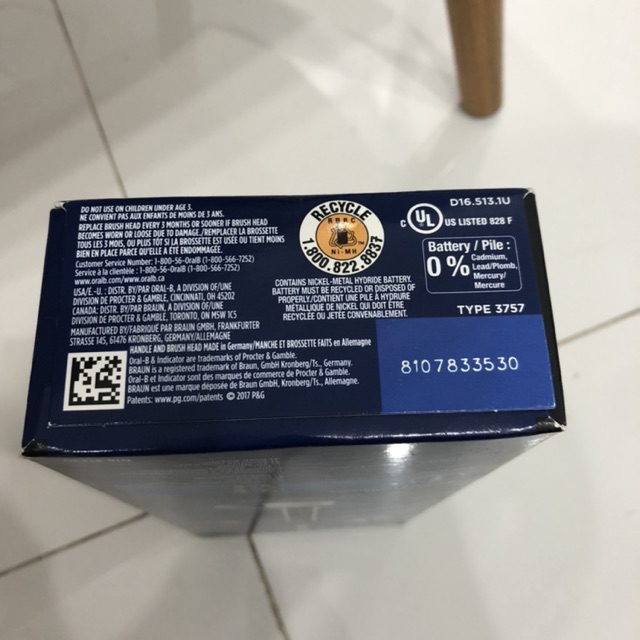 DO NOT USE ON CHILDREN UNDER AGE 3.
NE CONVIENT PAS AUX ENFANTS DE MOINS DE 3 ANS.
REPLACE BRUSH HEAD EVERY 3 MONTHS OR SOONER IF BRUSH HEAD
BECOMES WORN OR LOOSE DUE TO DAMAGE. /REMPLACER LA BROSSETTE
TOUS LES 3 MOIS, OU PLUS TÔT SI LA BROSSETTE EST USÉE OU TIENT MOINS
BIEN EN PLACE PARCE QU'ELLE A ÉTÉ ENDOMMAGÉE.
Customer Service Number: 1-800-56-OralB (1-800-566-7252)
Service à la clientèle : 1-800-56-OralB (1-800-566-7252)
www.oralb.com www.oralb.ca
USA/É.-U. : DISTR. BY/PAR ORAL-B, A DIVISION OF/UNE
DIVISION DE PROCTER & GAMBLE, CINCINNATI, OH 45202
CANADA: DISTR. BY/PAR BRAUN, A DIVISION OF/UNE
DIVISION DE PROCTER & GAMBLE, TORONTO, ON M5W 1C5
MANUFACTURED BY/FABRIQUÉ PAR BRAUN GMBH, FRANKFURTER
STRASSE 145, 61476 KRONBERG, GERMANY/ALLEMAGNE
HANDLE AND BRUSH HEAD MADE in Germany/MANCHE ET BROSSETTE FAITS en Allemagne
Oral-B & Indicator are trademarks of Procter & Gamble.
BRAUN is a registered trademark of Braun GmbH, Kronberg/Ts., Germany.
Oral-B et Indicator sont des marques de commerce de Procter & Gamble.
BRAUN est une marque déposée de Braun GmbH, Kronberg/Ts., Allemagne.
Patents: www.pg.com/patents © 2017 P&G
RECYCLE
RBRC
Ni-MH
1.800.822.8837
CONTAINS NICKEL-METAL HYDRIDE BATTERY.
BATTERY MUST BE RECYCLED OR DISPOSED OF
PROPERLY./CONTIENT UNE PILE À HYDRURE
MÉTALLIQUE DE NICKEL, QUI DOIT ÊTRE
RECYCLÉE OU JETÉE CONVENABLEMENT.
D16.513.1U
C UL US LISTED 828 F
Battery / Pile :
0 % Cadmium,
Lead/Plomb,
Mercury/
Mercure
TYPE 3757
8107833530